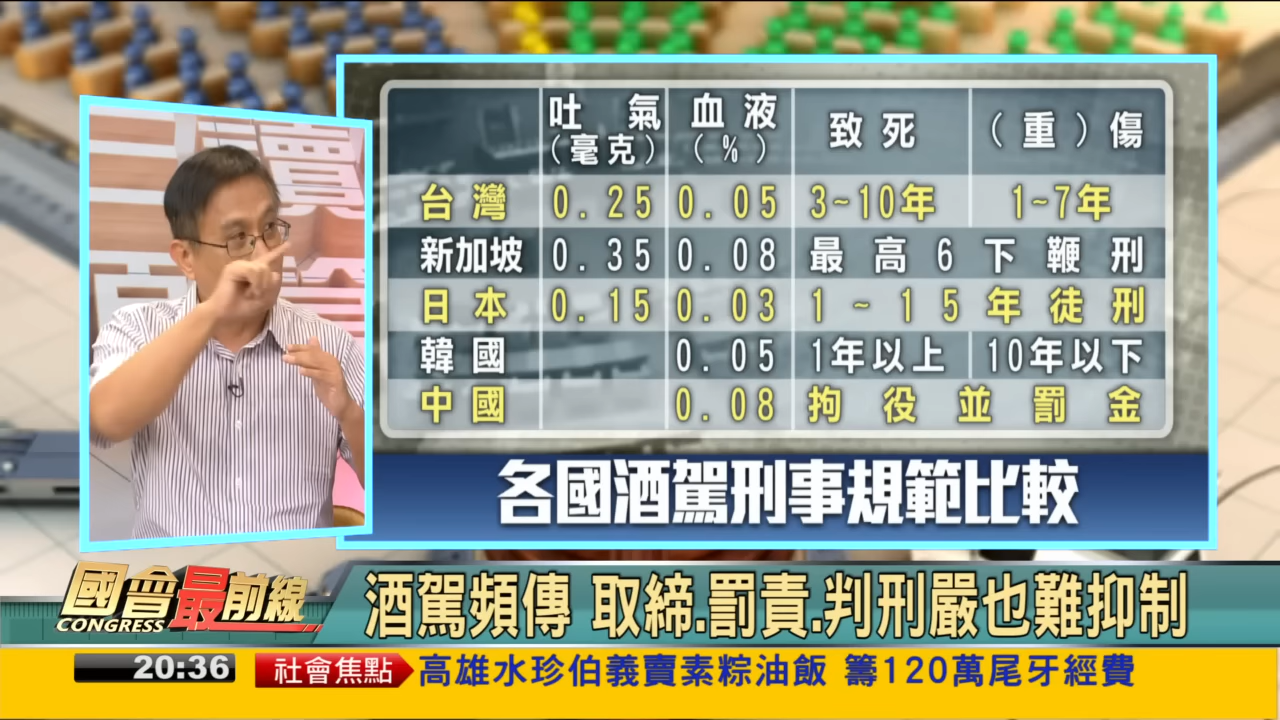 吐氣 血液 致死 (重)傷
(毫克) (%)
台灣 0.25 0.05 3~10年 1~7年
新加坡 0.35 0.08 最高6下鞭刑
日本 0.15 0.03 1~15年徒刑
韓國 0.05 1年以上 10年以下
中國 0.08 拘役並罰金
各國酒駕刑事規範比較
國會最前線 酒駕頻傳 取締.罰責.判刑嚴也難抑制
CONGRESS
20:36 社會焦點 高雄水珍伯義賣素粽油飯 籌120萬尾牙經費